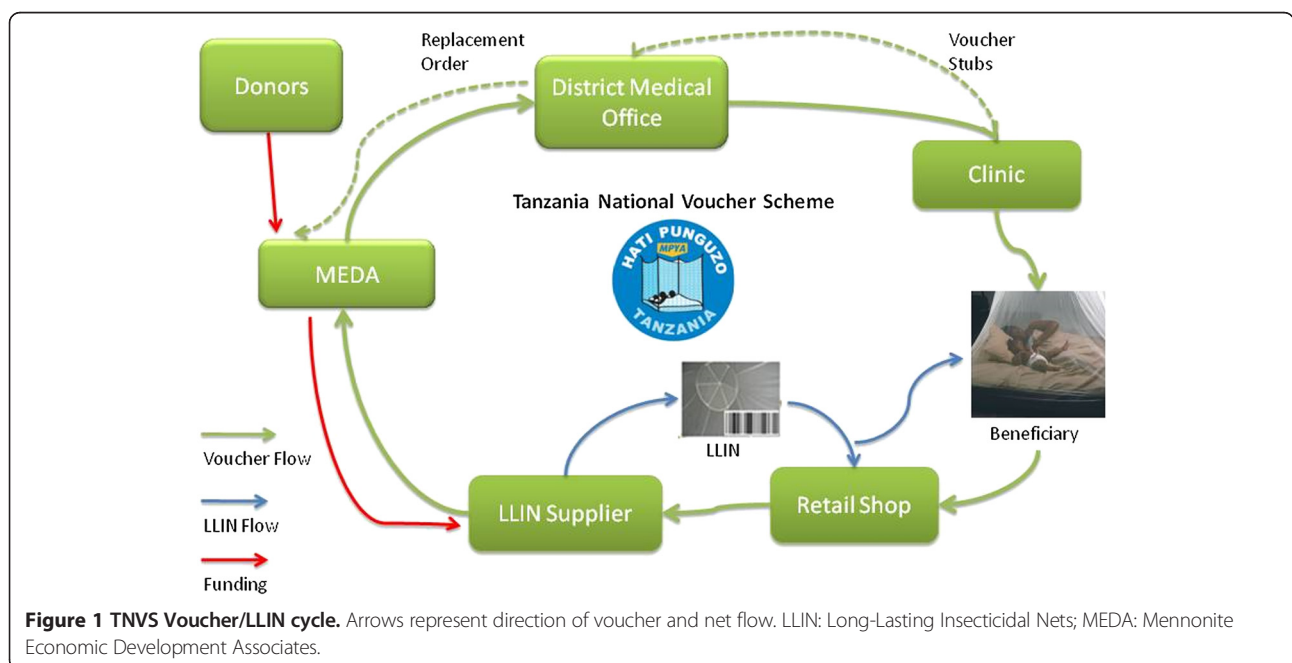 Replacement
Order
Voucher
Stubs
Donors
District Medical
Office
Clinic
Tanzania National Voucher Scheme
HATI PUNGUZO
MPYA
TANZANIA
MEDA
LLIN
Beneficiary
Voucher Flow
LLIN Flow
Funding
LLIN Supplier
Retail Shop
Figure 1 TNVS Voucher/LLIN cycle. Arrows represent direction of voucher and net flow. LLIN: Long-Lasting Insecticidal Nets; MEDA: Mennonite
Economic Development Associates.